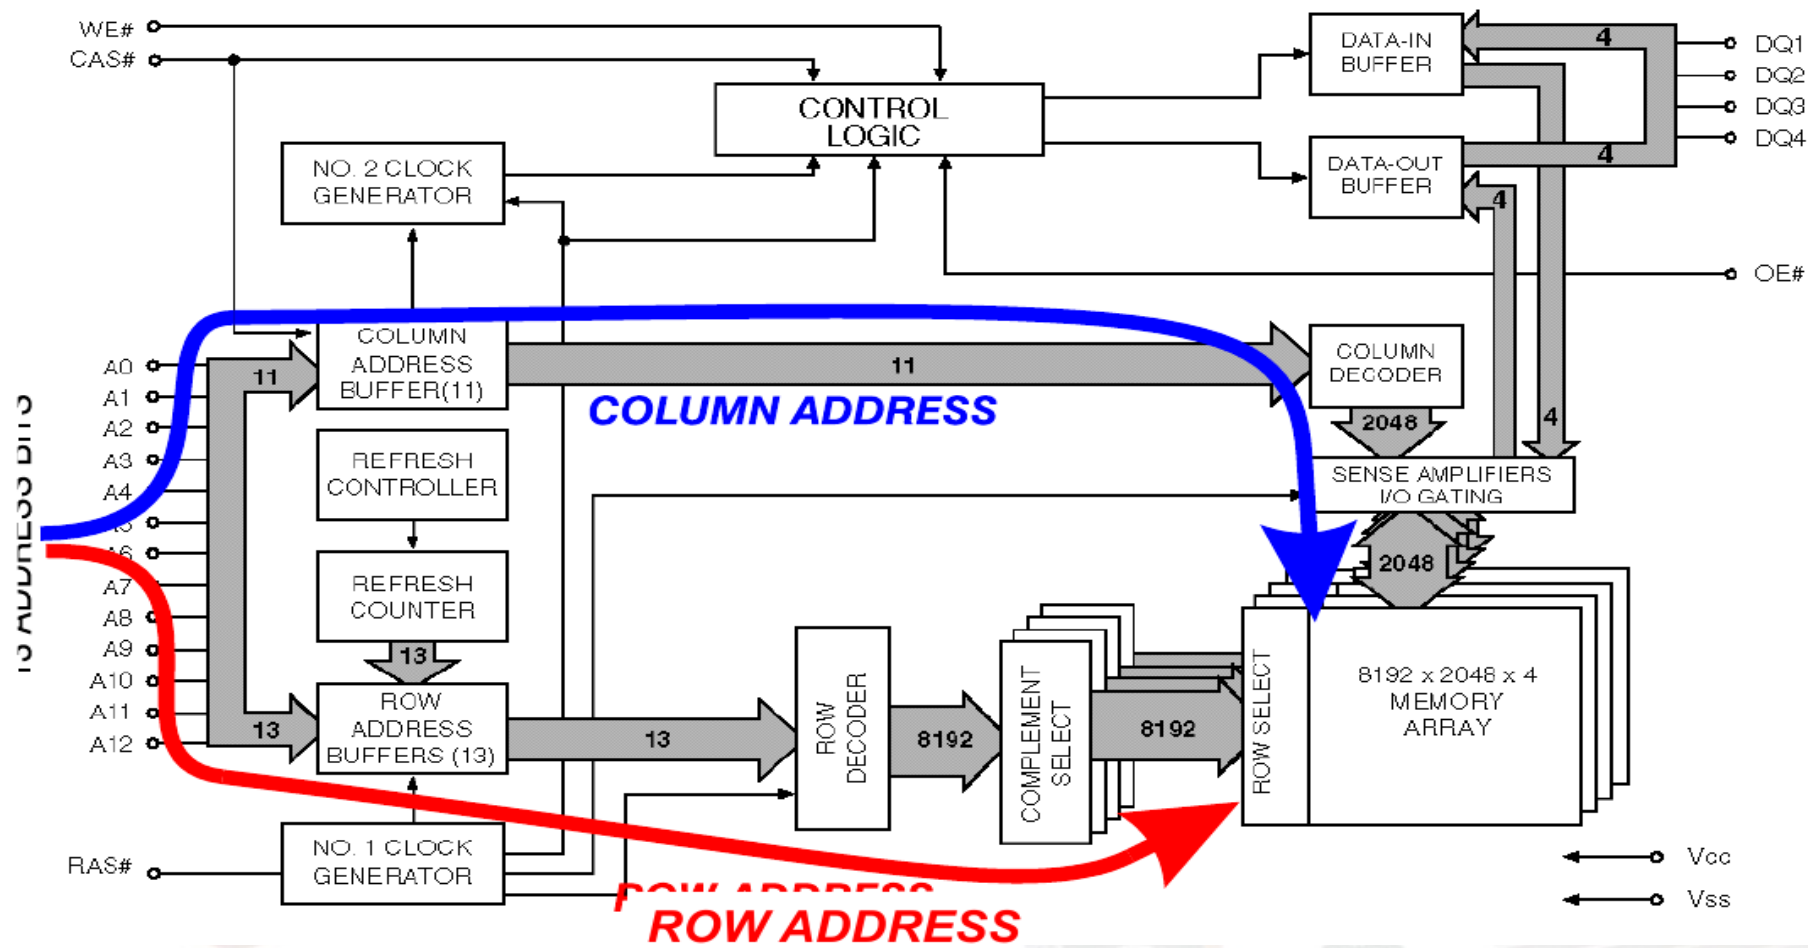 WE#
CAS#
CONTROL
LOGIC
DATA-IN
BUFFER
4
DQ1
DQ2
DQ3
DQ4
DATA-OUT
BUFFER
4
4
NO. 2 CLOCK
GENERATOR
OE#
COLUMN
ADDRESS
BUFFER(11)
11
11
COLUMN ADDRESS
COLUMN
DECODER
2048
4
A0
A1
A2
A3
A4
A5
A6
A7
A8
A9
A10
A11
A12
REFRESH
CONTROLLER
SENSE AMPLIFIERS
I/O GATING
2048
REFRESH
COUNTER
13
ROW
ADDRESS
BUFFERS (13)
13
13
ROW
DECODER
8192
COMPLEMENT
SELECT
8192
ROW SELECT
8192 x 2048 x 4
MEMORY
ARRAY
RAS#
NO. 1 CLOCK
GENERATOR
Vcc
Vss
ROW ADDRESS
ROW ADDRESS